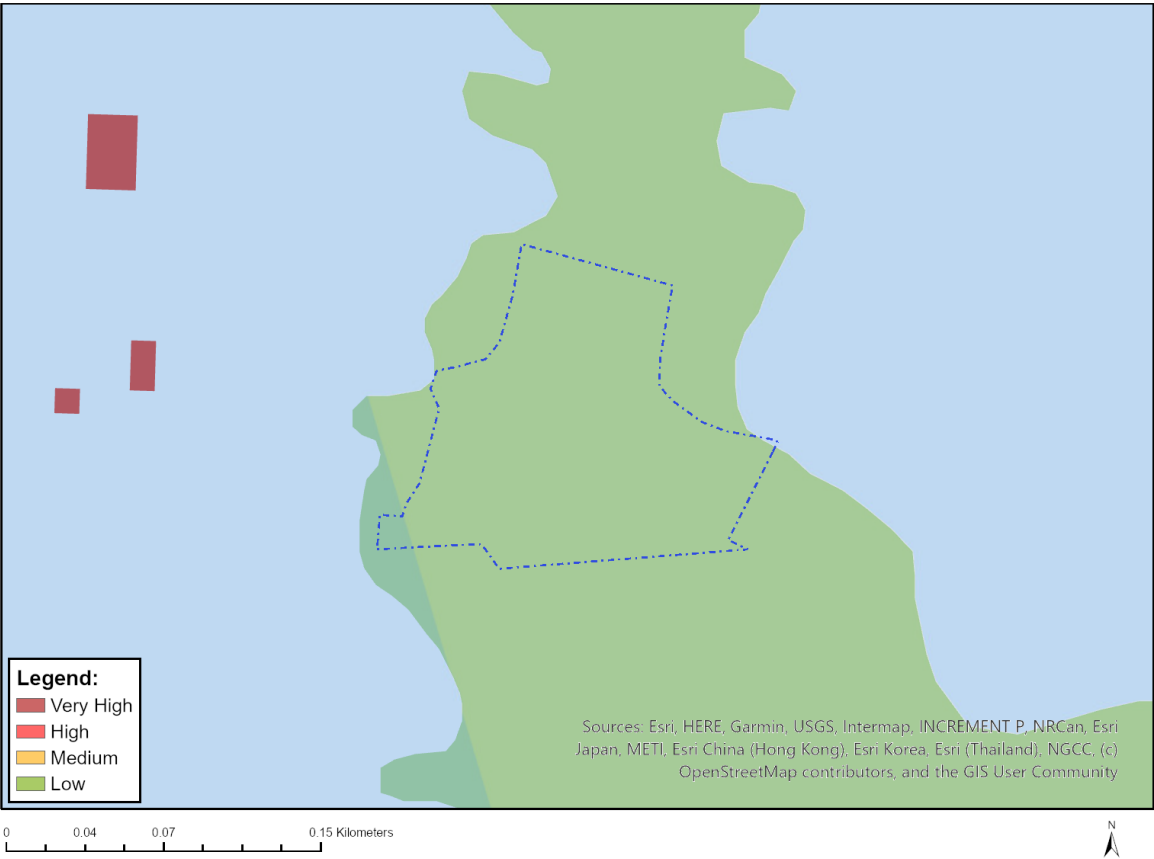 Legend:
Very High
High
Medium
Low
Sources: Esri, HERE, Garmin, USGS, Intermap, INCREMENT P, NRCan, Esri
Japan, METI, Esri China (Hong Kong), Esri Korea, Esri (Thailand), NGCC, (c)
OpenStreetMap contributors, and the GIS User Community
0 0.04 0.07 0.15 Kilometers
N